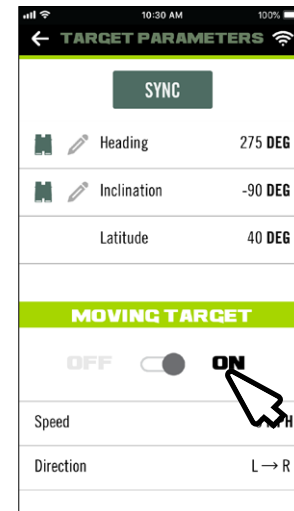 10:30 AM 100%
TARGET PARAMETERS
SYNC
Heading 275 DEG
Inclination -90 DEG
Latitude 40 DEG
MOVING TARGET
OFF ON
Speed
Direction L → R